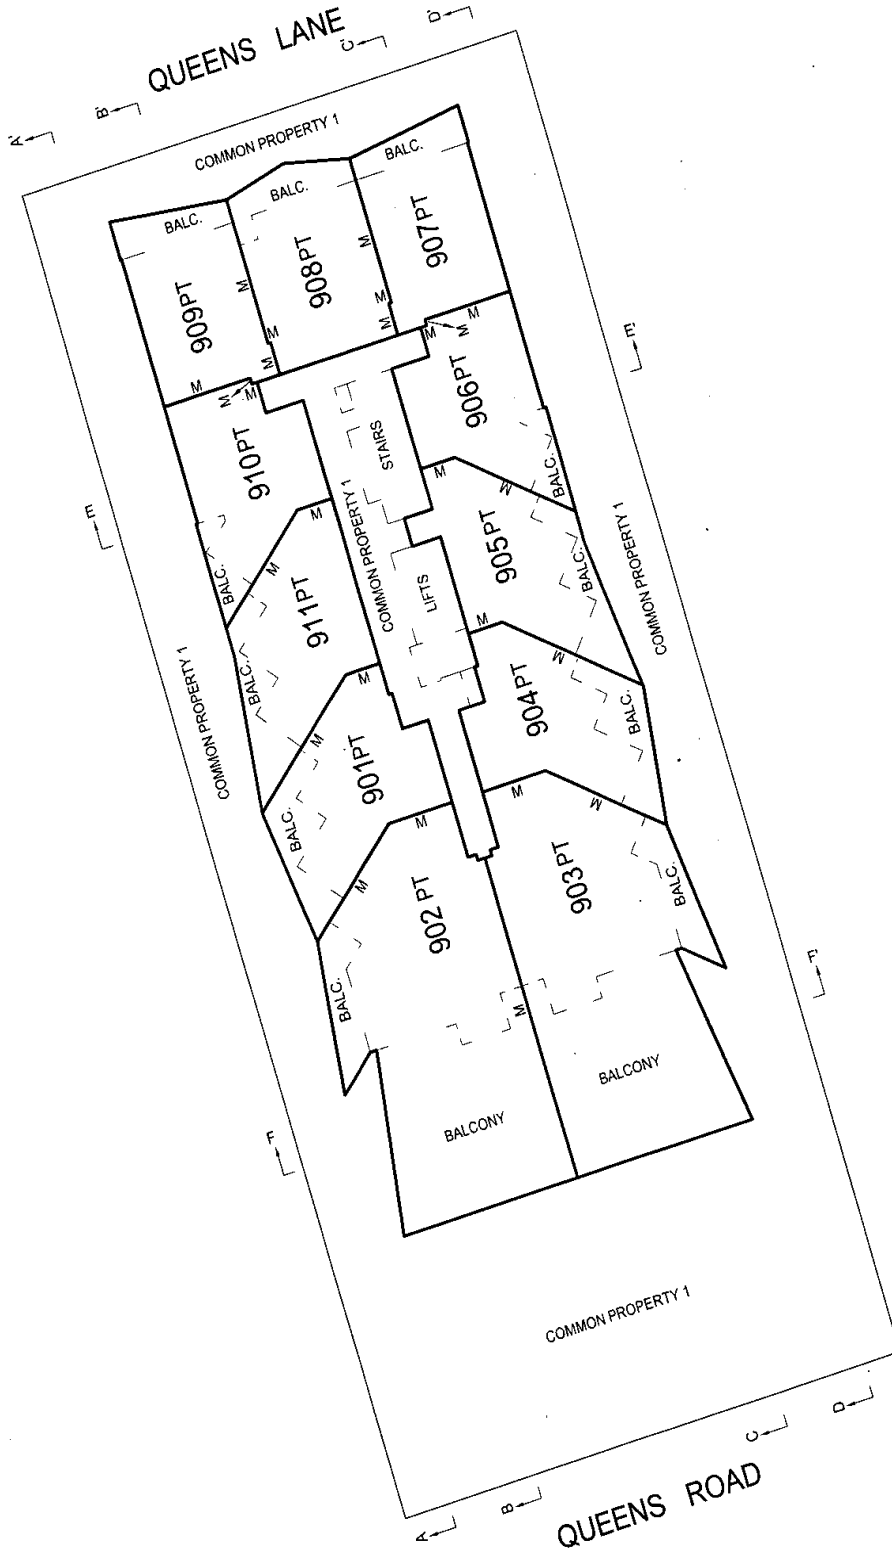 QUEENS LANE
A'
B'
C'
D'
COMMON PROPERTY 1
BALC.
BALC.
BALC.
909PT
908PT
907PT
M
M
M
M
M
M
M
M
M
M
M
M
910PT
906PT
STAIRS
E
E'
BALC.
BALC.
M
M
M
M
COMMON PROPERTY 1
911PT
905PT
LIFTS
BALC.
BALC.
COMMON PROPERTY 1
COMMON PROPERTY 1
M
M
M
M
901PT
904PT
BALC.
BALC.
M
M
M
M
902 PT
903PT
BALC.
BALC.
M
F
F'
BALCONY
BALCONY
COMMON PROPERTY 1
A
B
C
D
QUEENS ROAD